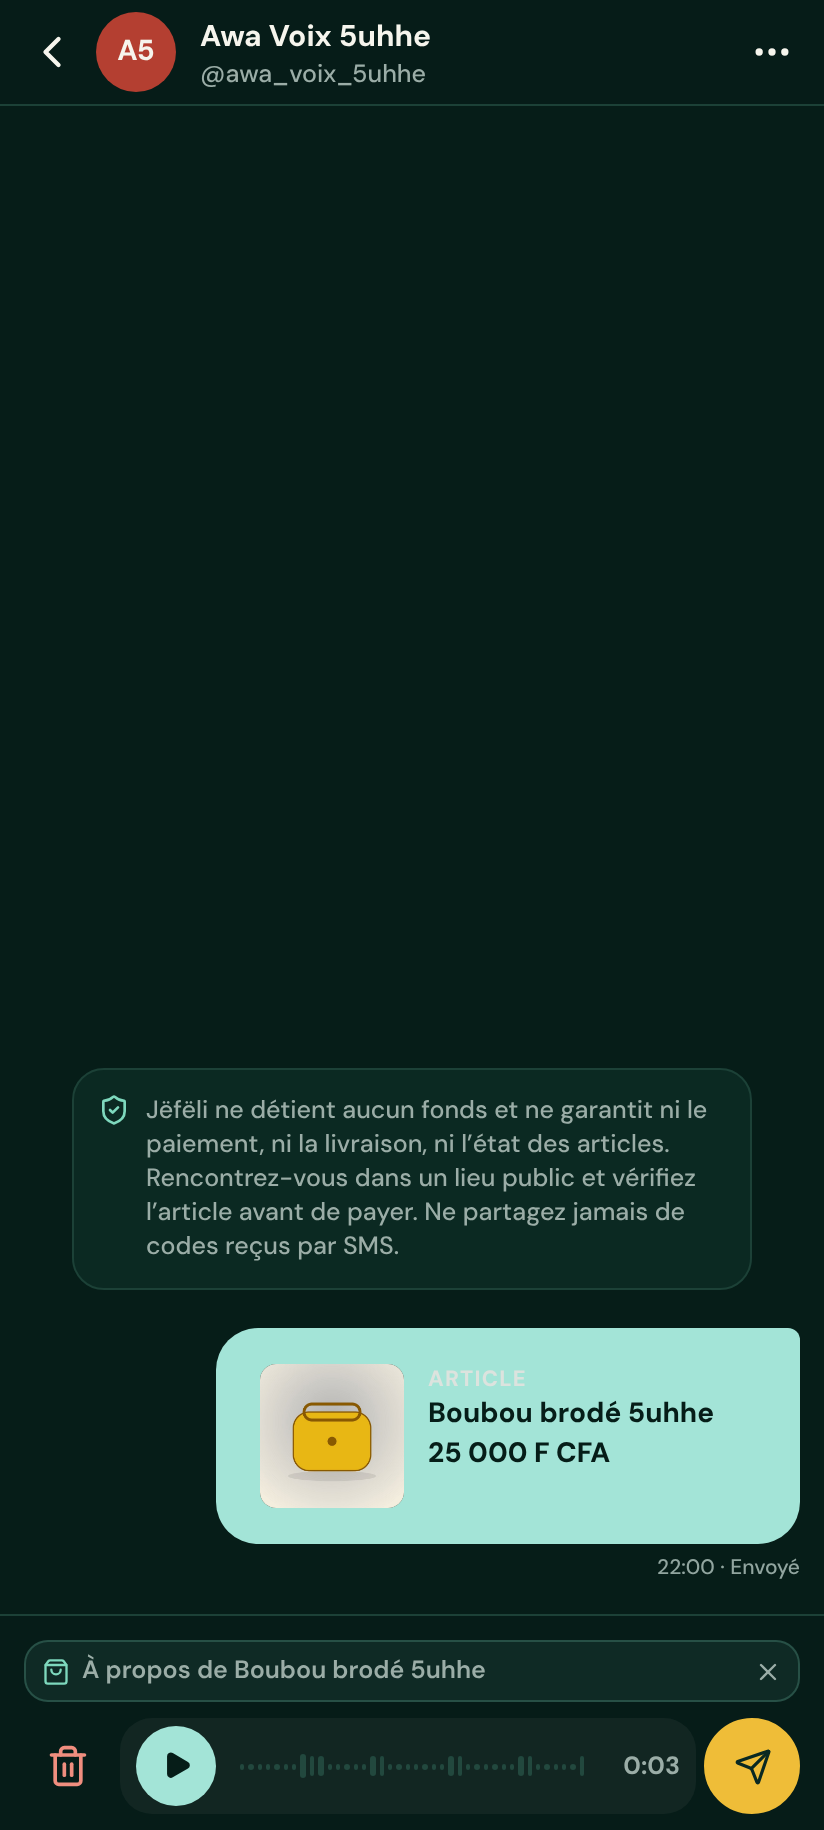 A5
Awa Voix 5uhhe
@awa_voix_5uhhe
Jëfëli ne détient aucun fonds et ne garantit ni le
paiement, ni la livraison, ni l’état des articles.
Rencontrez-vous dans un lieu public et vérifiez
l’article avant de payer. Ne partagez jamais de
codes reçus par SMS.
ARTICLE
Boubou brodé 5uhhe
25 000 F CFA
22:00 · Envoyé
À propos de Boubou brodé 5uhhe
0:03